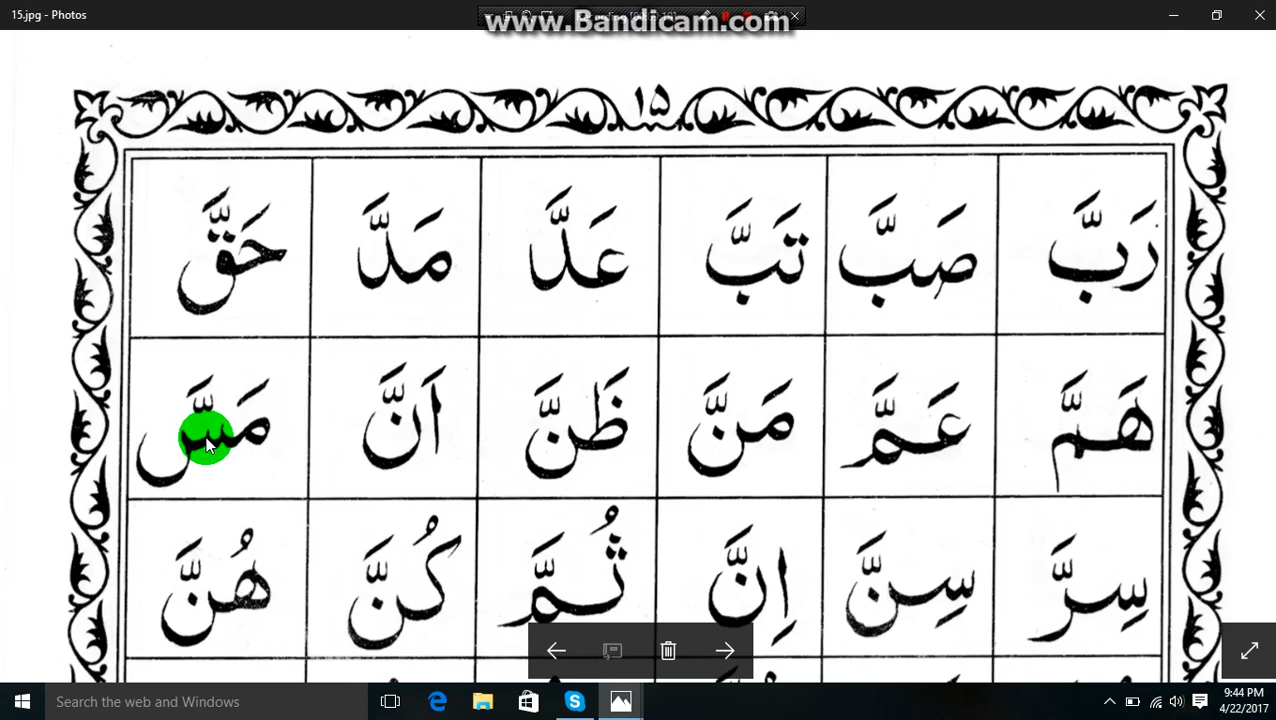 15.jpg - Photos
www.Bandicam.com
١٥
رَبَّ صَبَّ تَبَّ عَدَّ مَدَّ حَقَّ
هَمَّ عَمَّ مَنَّ ظَنَّ اَنَّ مَسَّ
سِرَّ سِنَّ اِنَّ ثُمَّ كُنَّ هُنَّ
Search the web and Windows
9:44 PM
4/22/2017